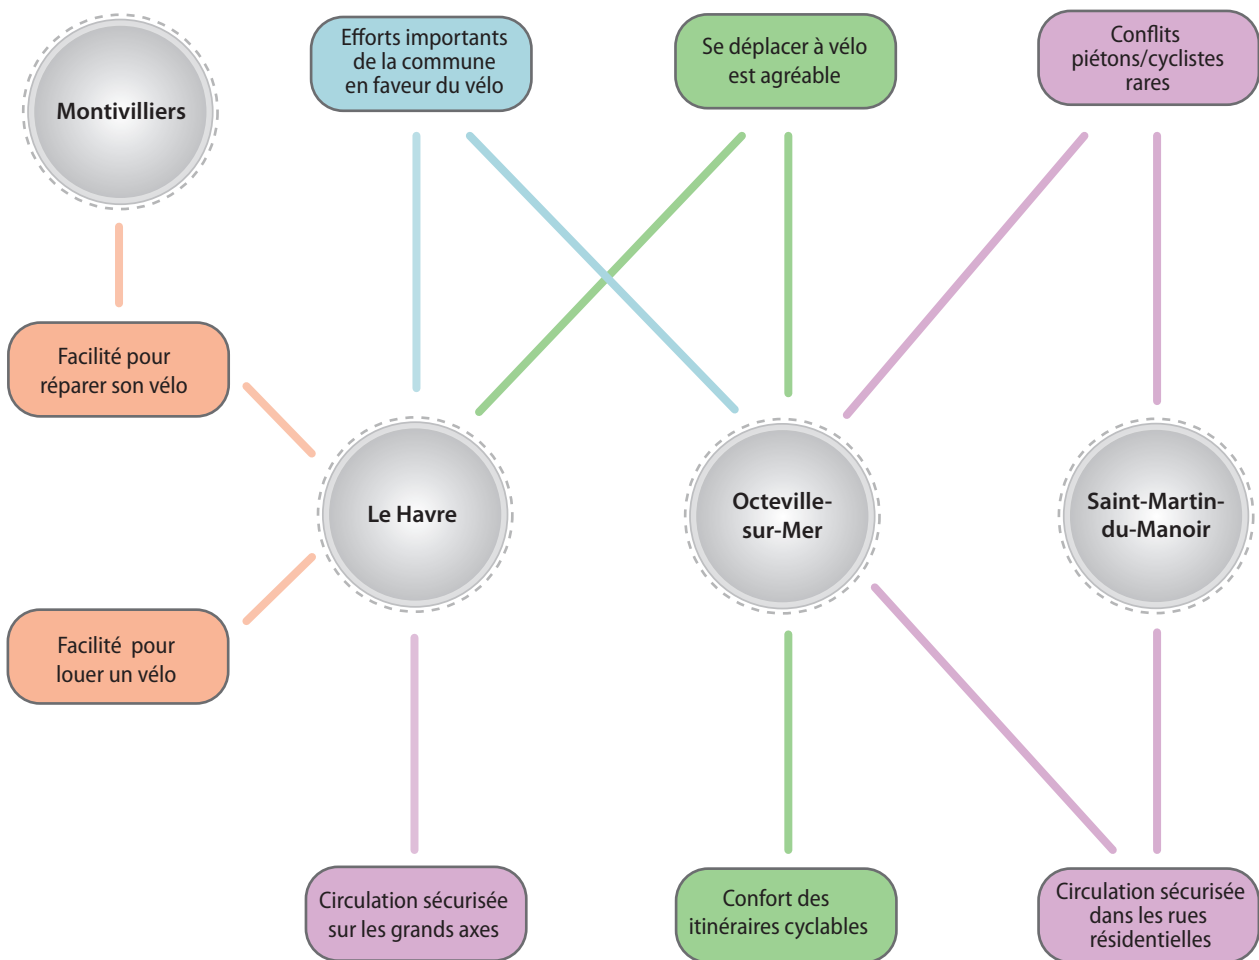 Montivilliers
Efforts importants
de la commune
en faveur du vélo
Se déplacer à vélo
est agréable
Conflits
piétons/cyclistes
rares
Facilité pour
réparer son vélo
Le Havre
Octeville-
sur-Mer
Saint-Martin-
du-Manoir
Facilité pour
louer un vélo
Circulation sécurisée
sur les grands axes
Confort des
itinéraires cyclables
Circulation sécurisée
dans les rues
résidentielles